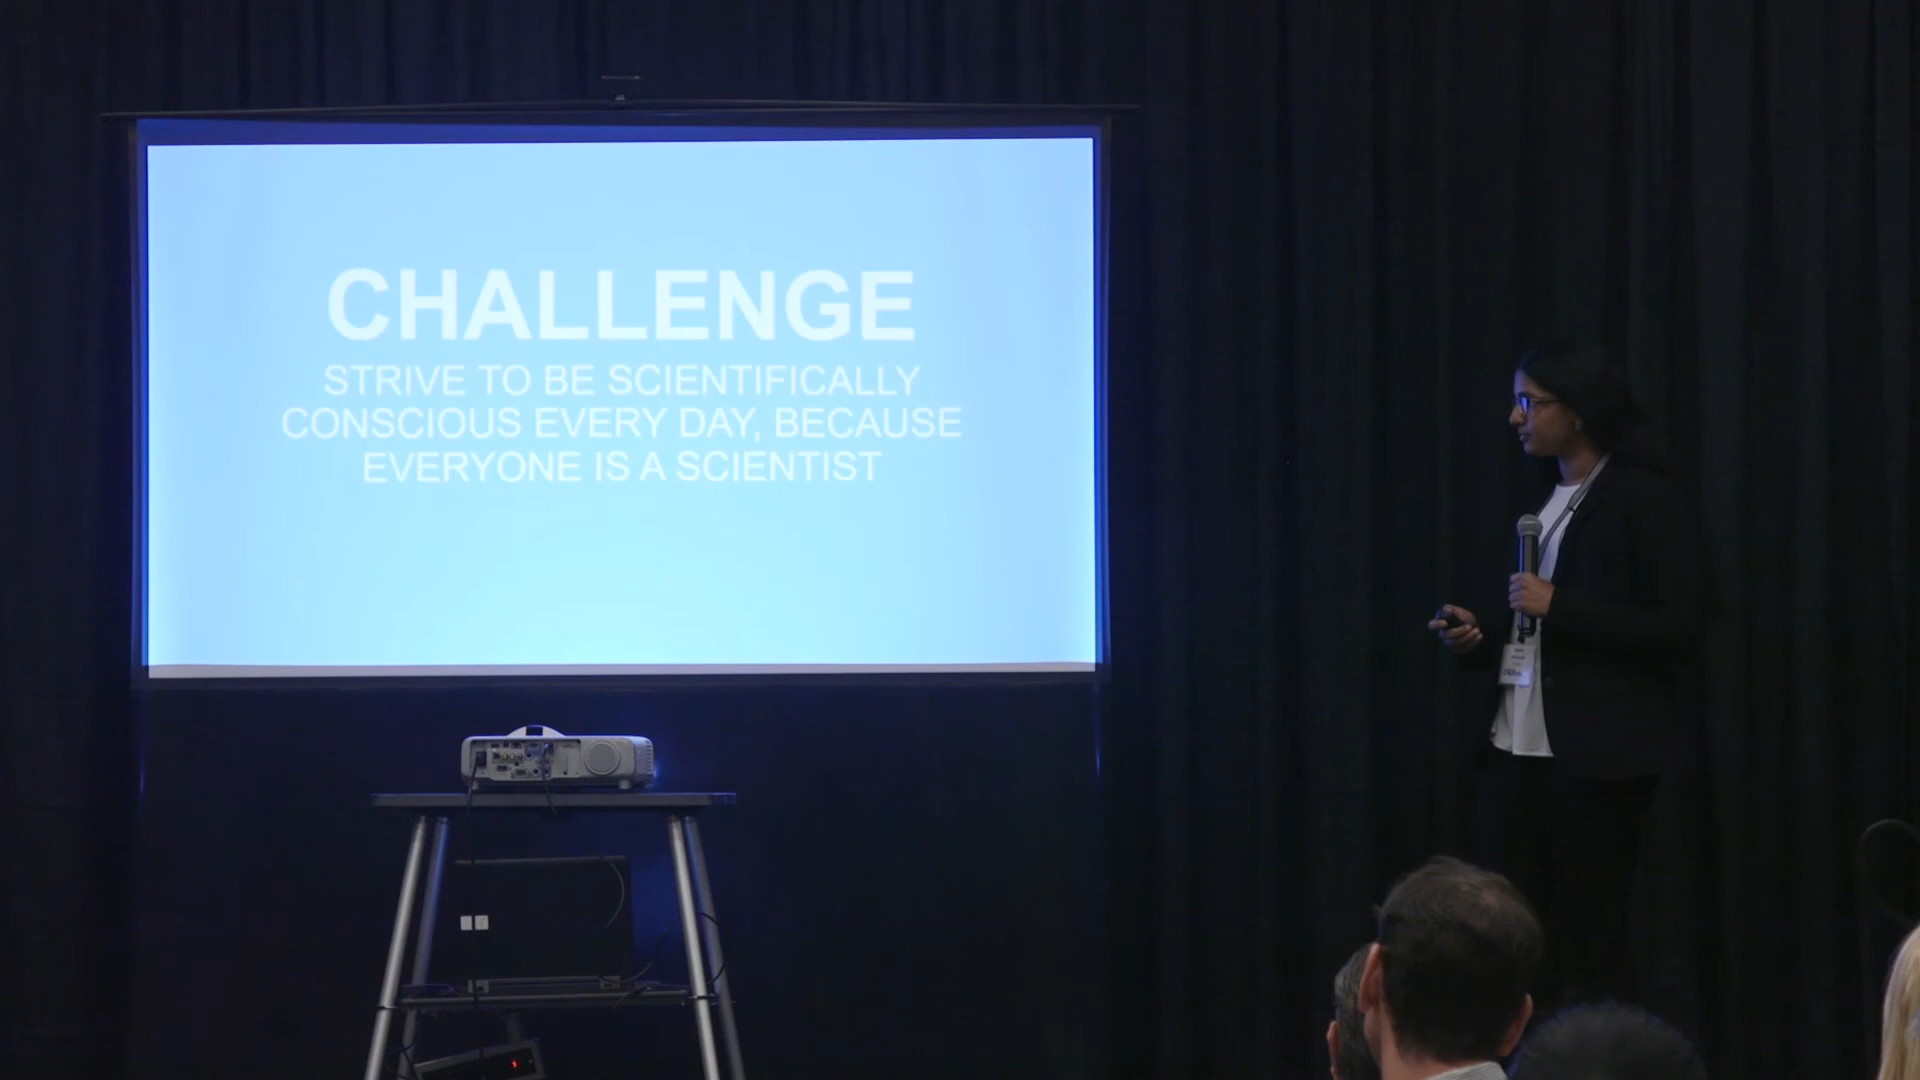 CHALLENGE
STRIVE TO BE SCIENTIFICALLY
CONSCIOUS EVERY DAY, BECAUSE
EVERYONE IS A SCIENTIST